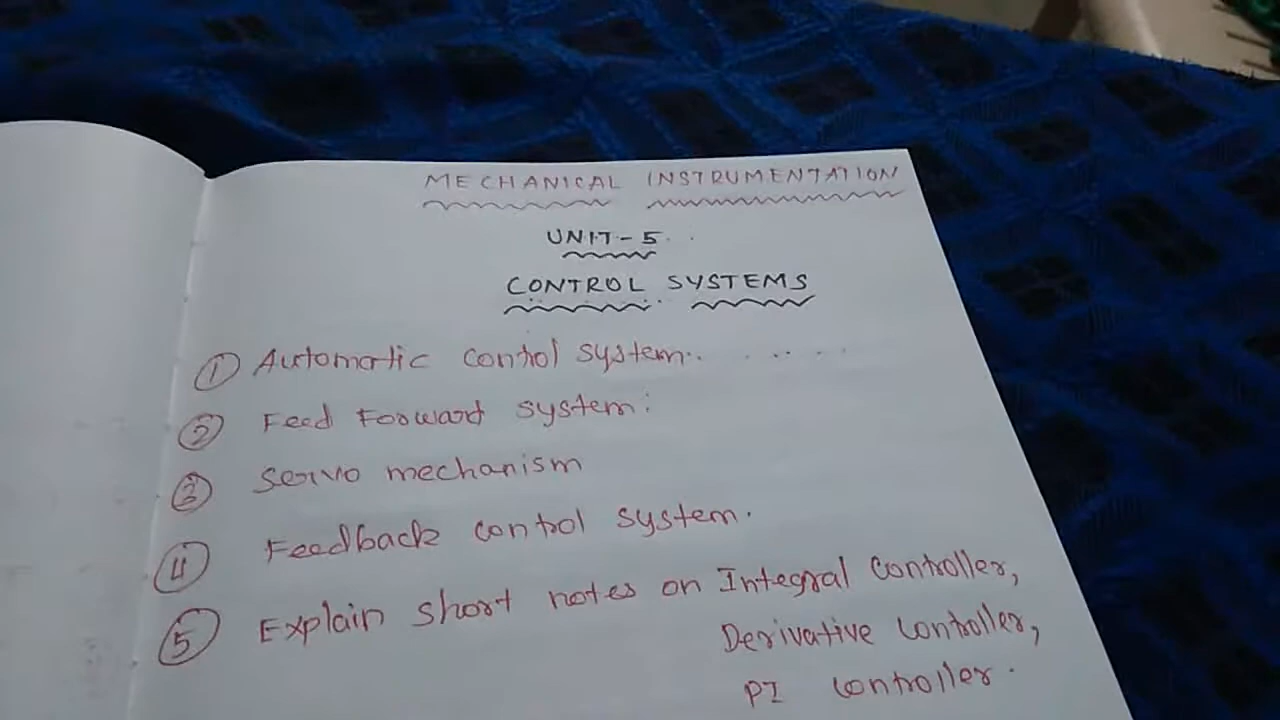 MECHANICAL INSTRUMENTATION
UNIT-5
CONTROL SYSTEMS
① Automatic control system.
② Feed Forward system:
③ Servo mechanism
④ Feedback control system.
⑤ Explain short notes on Integral Controller,
Derivative Controller,
PI Controller.